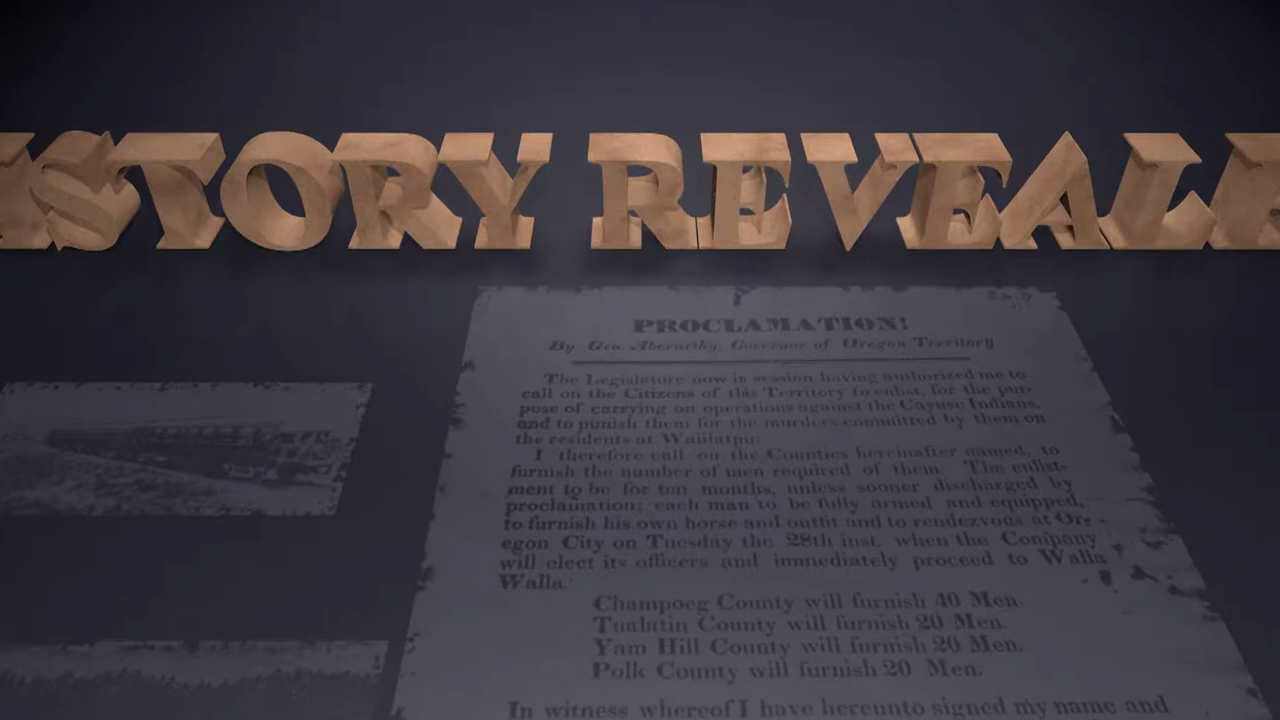 ISTORY REVEALE
PROCLAMATION!
By Geo. Abernethy, Governor of Oregon Territory
The Legislature now in session having authorized me to
call on the Citizens of this Territory to enlist, for the pur-
pose of carrying on operations against the Cayuse Indians,
and to punish them for the murders committed by them on
the residents at Waiilatpu.
I therefore call on the Counties hereinafter named, to
furnish the number of men required of them. The enlist-
ment to be for ten months, unless sooner discharged by
proclamation; each man to be fully armed and equipped,
to furnish his own horse and outfit and to rendezvous at Or-
egon City on Tuesday the 28th inst. when the Company
will elect its officers and immediately proceed to Walla
Walla.
Champoeg County will furnish 40 Men.
Tualatin County will furnish 20 Men.
Yam Hill County will furnish 20 Men.
Polk County will furnish 20 Men.
In witness whereof I have hereunto signed my name and